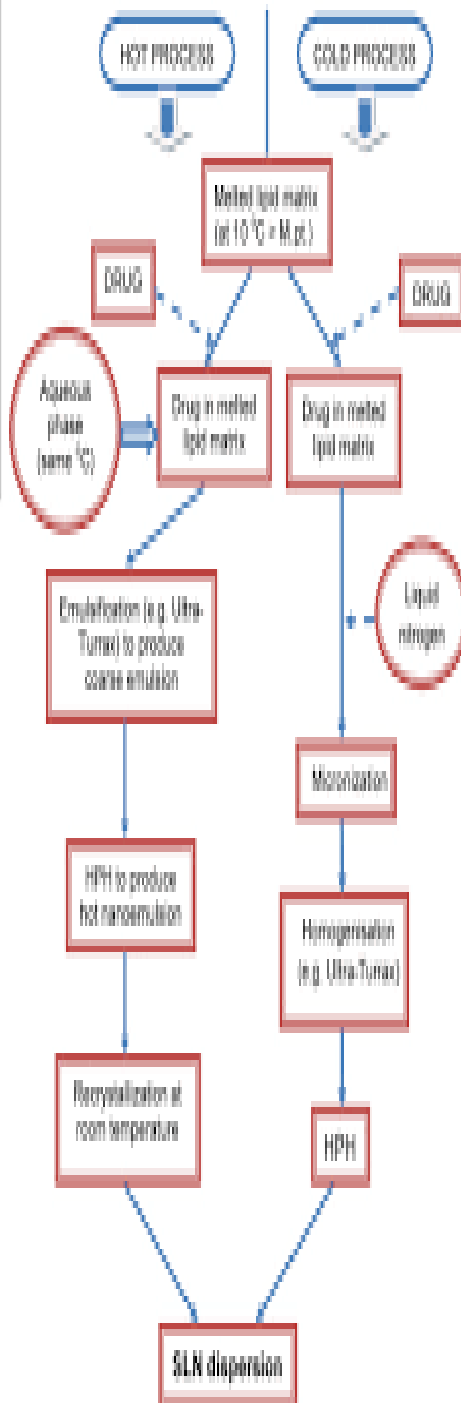 HOT PROCESS
COLD PROCESS
Melted lipid matrix
(at 10 °C > M.pt.)
DRUG
DRUG
Aqueous
phase
(same °C)
Drug in melted
lipid matrix
Drug in melted
lipid matrix
Emulsification (e.g. Ultra-
Turrax) to produce
coarse emulsion
Liquid
nitrogen
Micronization
HPH to produce
hot nanoemulsion
Homogenisation
(e.g. Ultra-Turrax)
Recrystallization at
room temperature
HPH
SLN dispersion